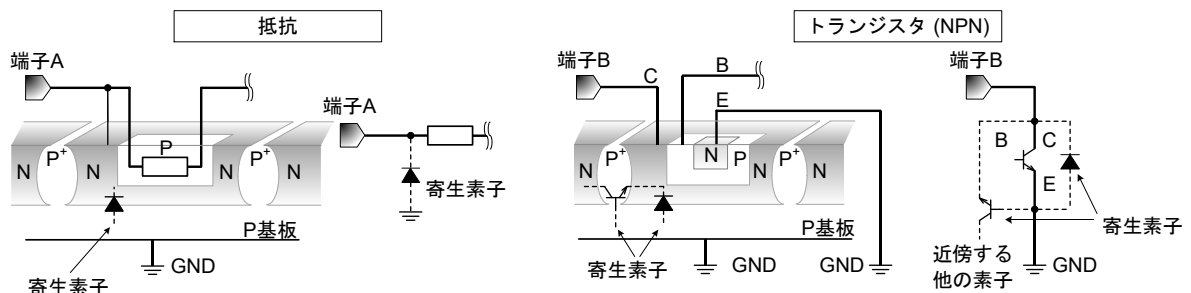 抵抗
端子A
P
N
P+
N
N
P+
N
P基板
GND
寄生素子
端子A
寄生素子
トランジスタ (NPN)
端子B
C
B
E
N
P+
N
N
P
N
P+
N
P基板
寄生素子
GND
GND
端子B
B
C
E
寄生素子
近傍する
他の素子
GND